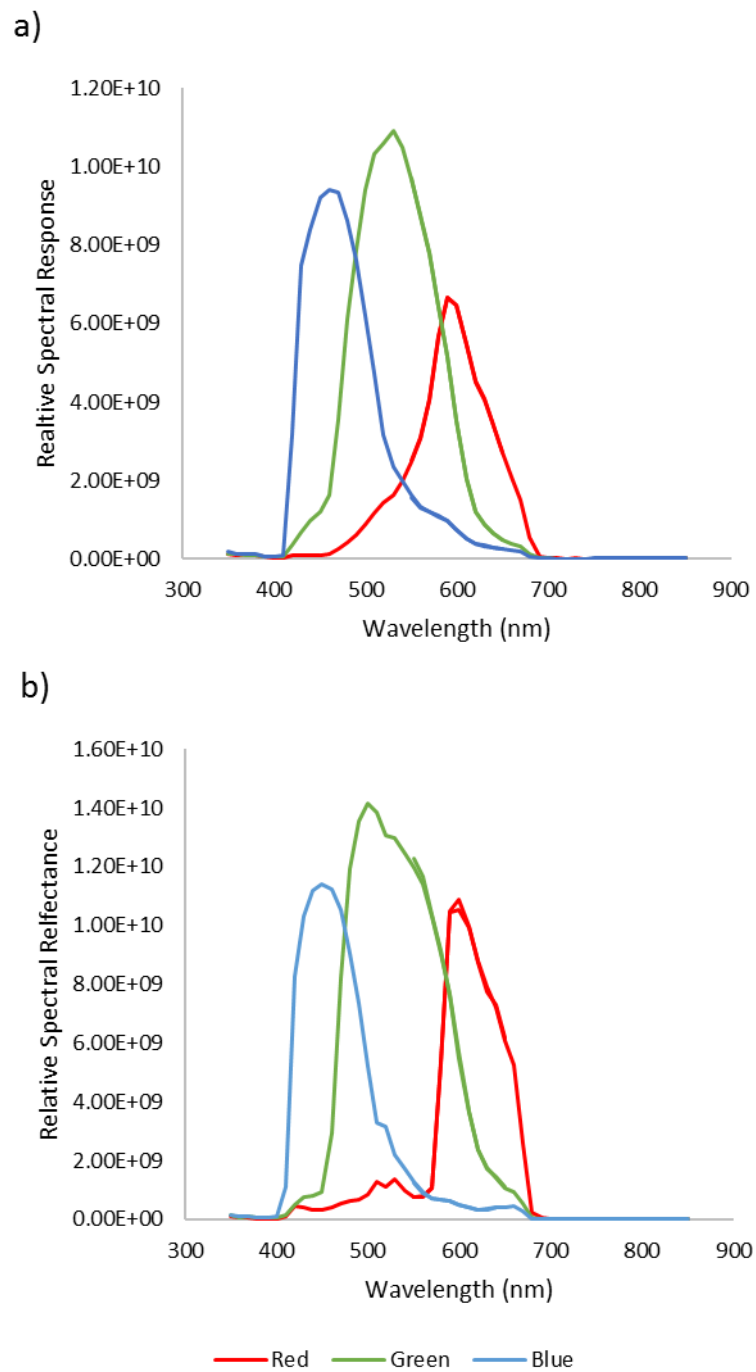 a)
1.20E+10
1.00E+10
8.00E+09
6.00E+09
4.00E+09
2.00E+09
0.00E+00
Realtive Spectral Response
300 400 500 600 700 800 900
Wavelength (nm)
b)
1.60E+10
1.40E+10
1.20E+10
1.00E+10
8.00E+09
6.00E+09
4.00E+09
2.00E+09
0.00E+00
Relative Spectral Relfectance
300 400 500 600 700 800 900
Wavelength (nm)
Red Green Blue